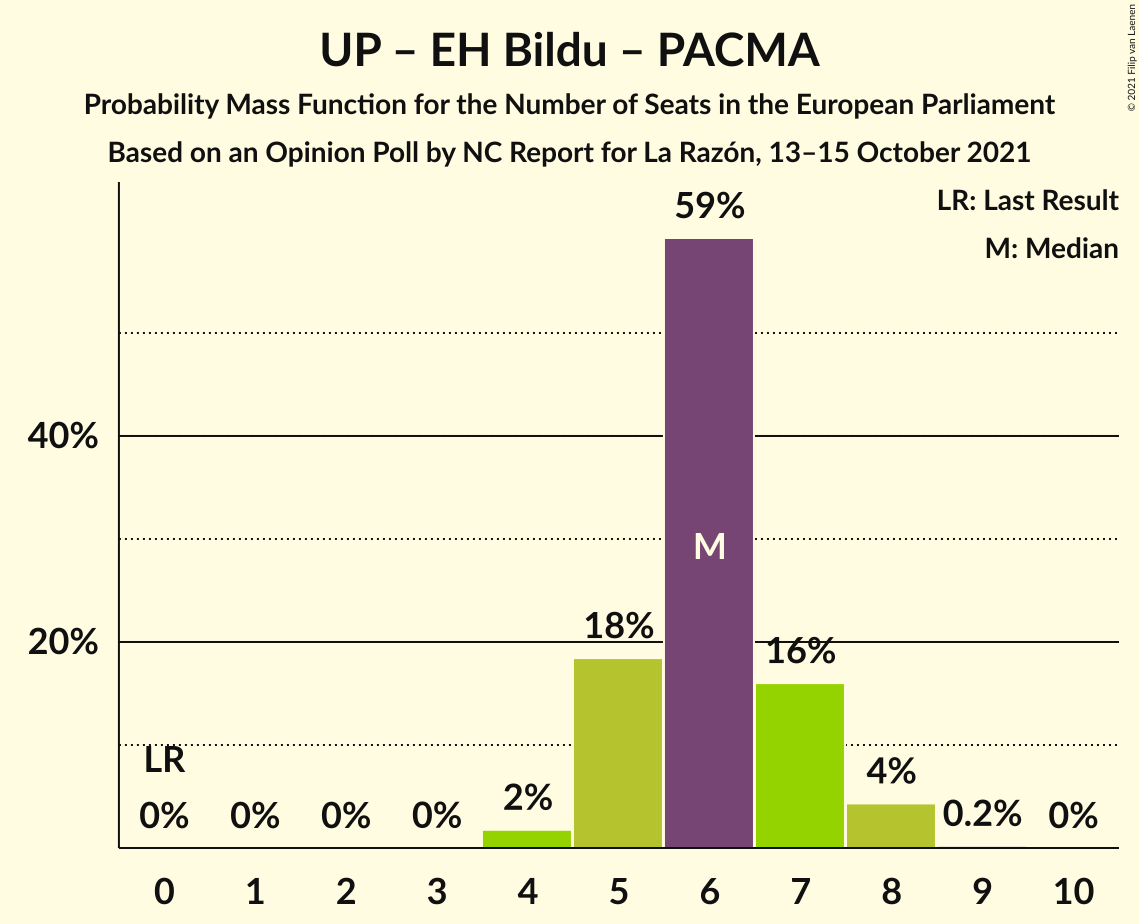 UP – EH Bildu – PACMA
Probability Mass Function for the Number of Seats in the European Parliament
Based on an Opinion Poll by NC Report for La Razón, 13–15 October 2021
© 2021 Filip van Laenen
LR: Last Result
M: Median
59%
40%
M
20%
18%
16%
LR
0%
0%
0%
0%
2%
4%
0.2%
0%
0 1 2 3 4 5 6 7 8 9 10